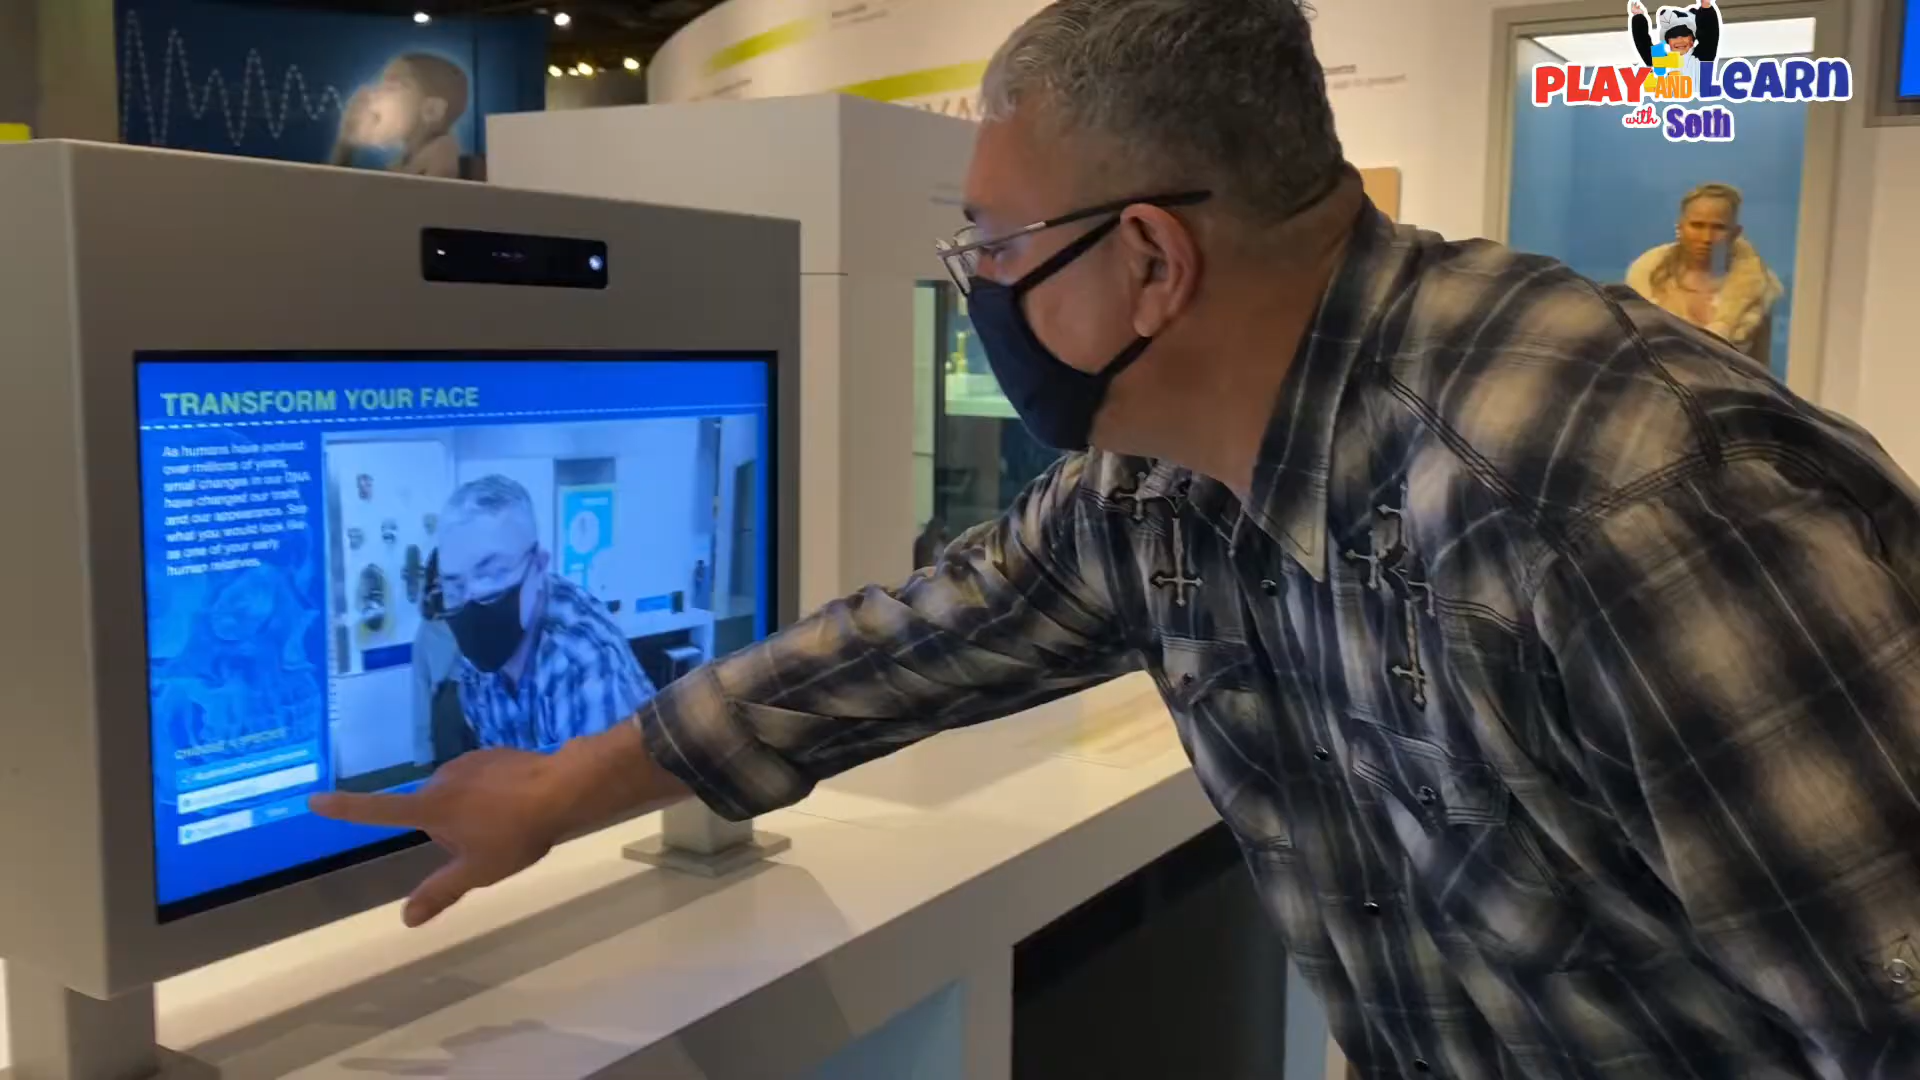 PLAY AND LEARN
with Soth
TRANSFORM YOUR FACE
As humans have evolved
over millions of years,
small changes in our DNA
have changed our traits
and our appearance. See
what you would look like
as one of your early
human relatives.
CHOOSE A SPECIES